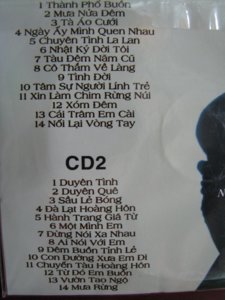 1 Thành Phố Buồn
2 Mưa Nửa Đêm
3 Tà Áo Cưới
4 Ngày Ấy Mình Quen Nhau
5 Chuyện Tình La Lan
6 Nhật Ký Đời Tôi
7 Tàu Đêm Năm Cũ
8 Cô Thắm Về Làng
9 Tình Đời
10 Tâm Sự Người Lính Trẻ
11 Xin Làm Chim Rừng Núi
12 Xóm Đêm
13 Cái Trâm Em Cài
14 Nối Lại Vòng Tay
CD2
1 Duyên Tình
2 Duyên Quê
3 Sầu Lẻ Bóng
4 Đà Lạt Hoàng Hôn
5 Hành Trang Giã Từ
6 Một Mình Em
7 Đừng Nói Xa Nhau
8 Ai Nói Với Em
9 Đêm Buồn Tỉnh Lẻ
10 Con Đường Xưa Em Đi
11 Chuyến Tàu Hoàng Hôn
12 Từ Đó Em Buồn
13 Vườn Tao Ngộ
14 Mưa Rừng